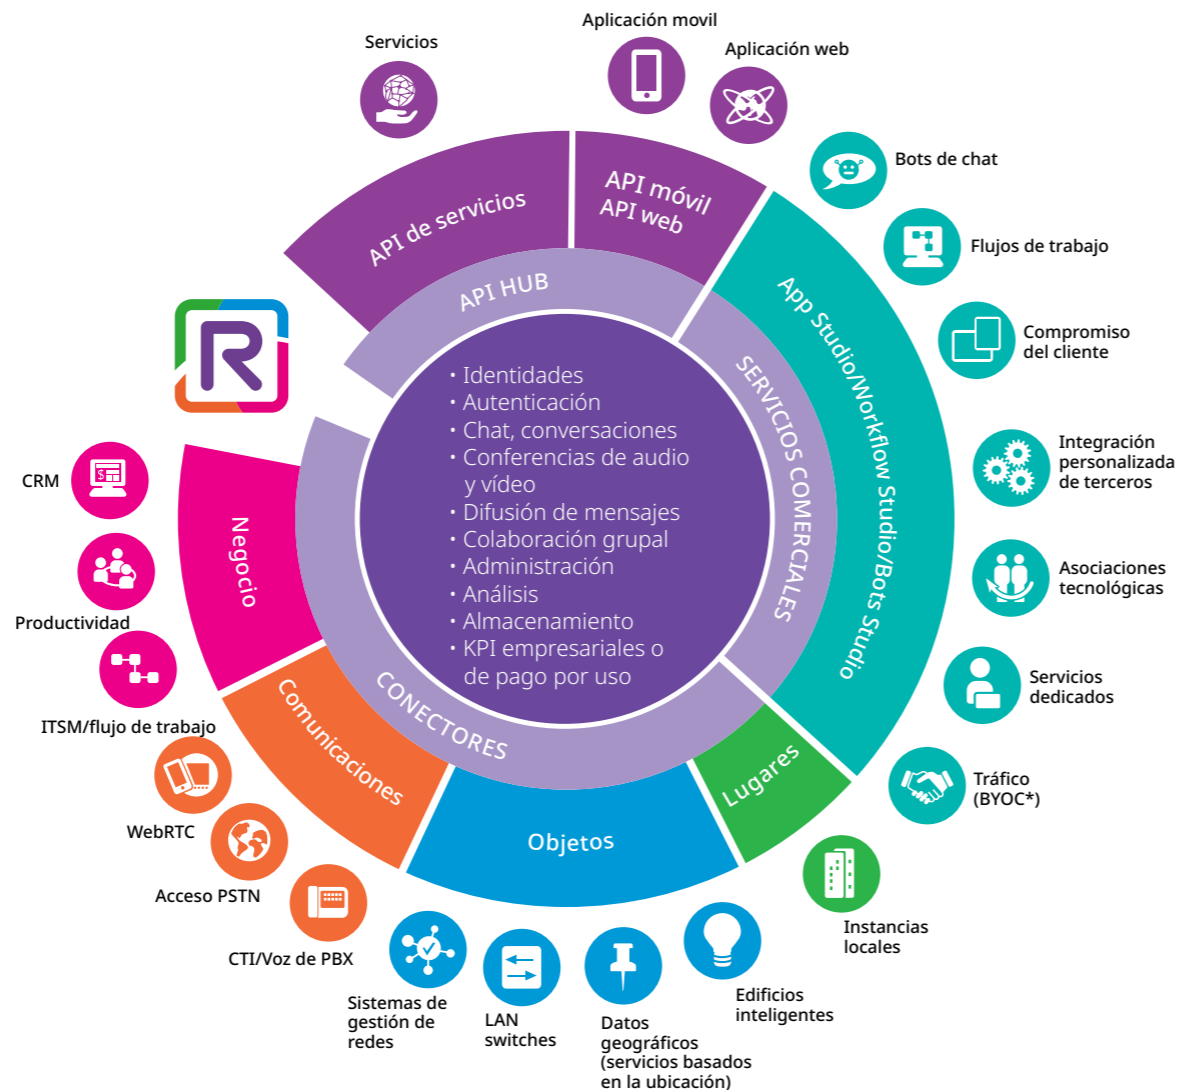 Servicios
Aplicación movil
Aplicación web
Bots de chat
Flujos de trabajo
Compromiso
del cliente
Integración
personalizada
de terceros
Asociaciones
tecnológicas
Servicios
dedicados
Tráfico
(BYOC*)
Instancias
locales
Edificios
inteligentes
Datos
geográficos
(servicios basados
en la ubicación)
LAN
switches
Sistemas de
gestión de
redes
CTI/Voz de PBX
Acceso PSTN
WebRTC
ITSM/flujo de trabajo
Productividad
CRM
R
API de servicios
API móvil
API web
App Studio/Workflow Studio/Bots Studio
Lugares
Objetos
Comunicaciones
Negocio
API HUB
SERVICIOS COMERCIALES
CONECTORES
• Identidades
• Autenticación
• Chat, conversaciones
• Conferencias de audio
y vídeo
• Difusión de mensajes
• Colaboración grupal
• Administración
• Análisis
• Almacenamiento
• KPI empresariales o
de pago por uso